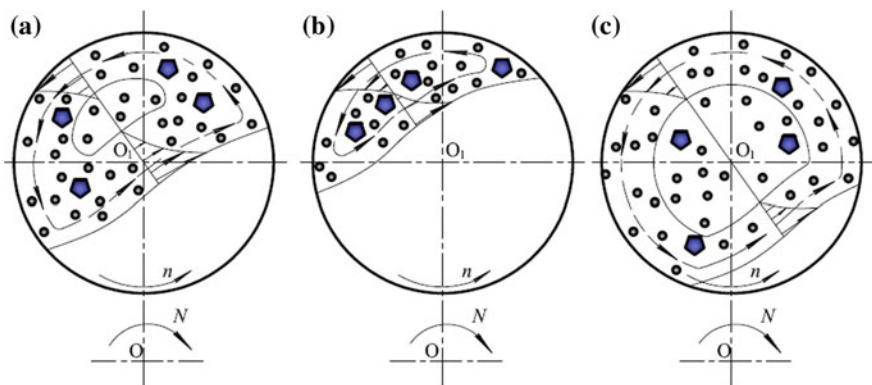 (a) (b) (c)
O₁ O₁ O₁
n n n
N N N
O O O